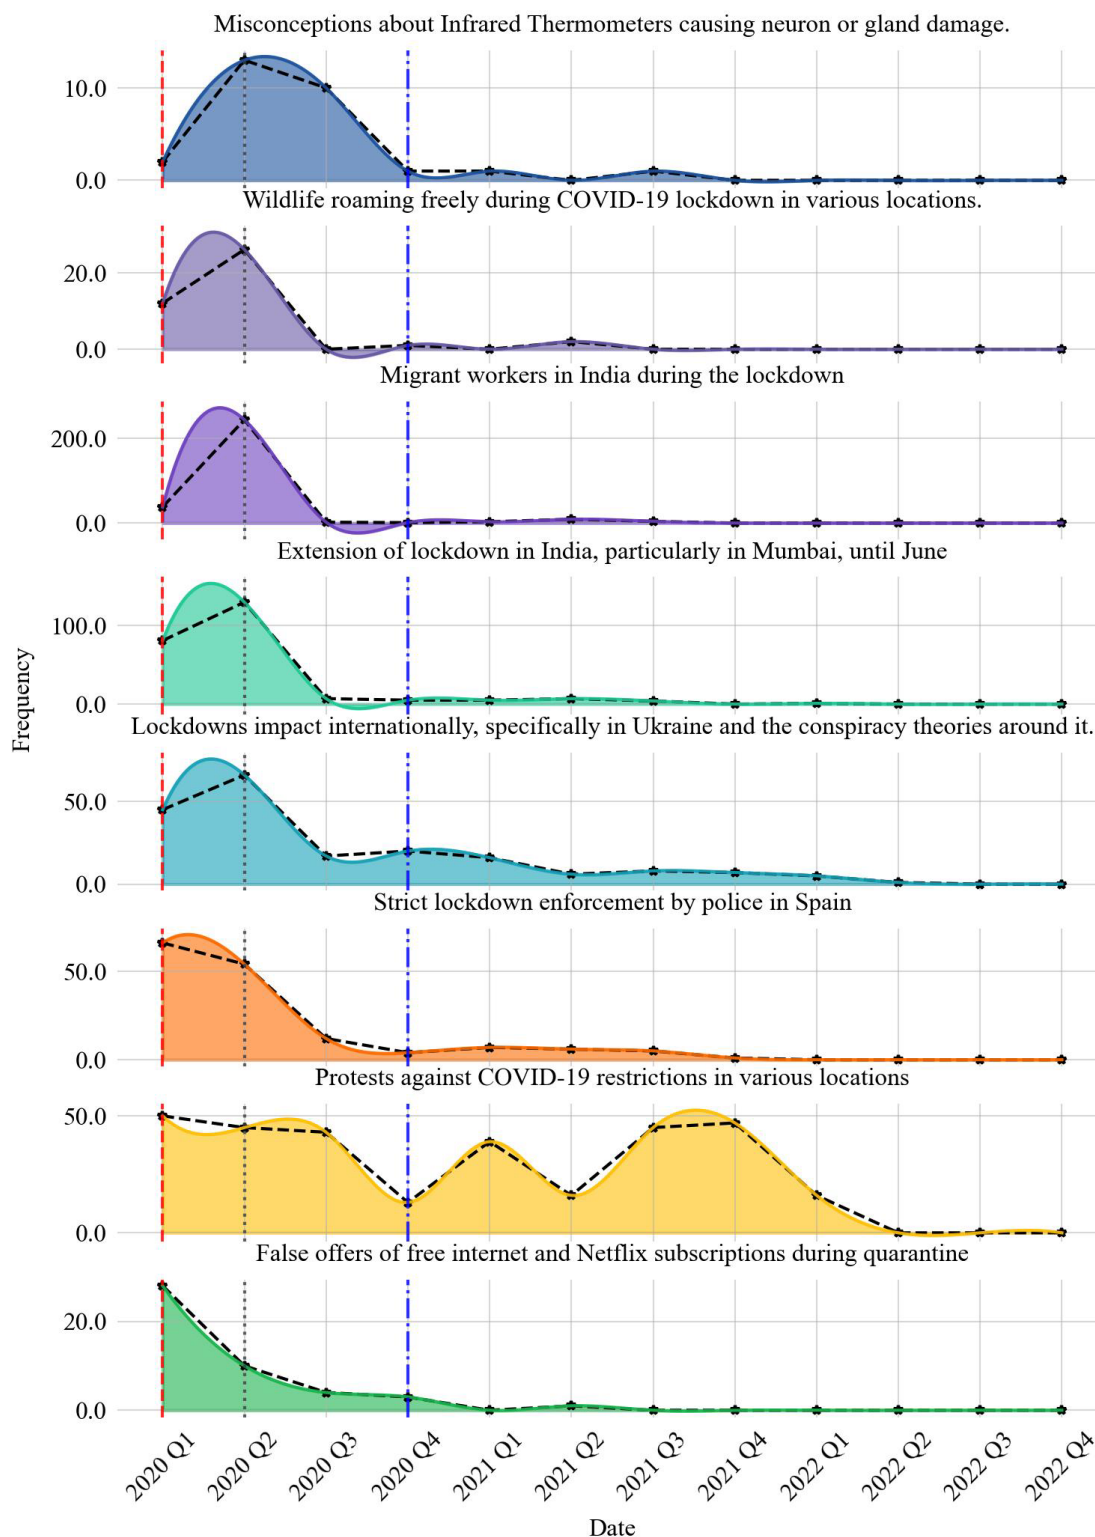 Misconceptions about Infrared Thermometers causing neuron or gland damage.
10.0
0.0
Wildlife roaming freely during COVID-19 lockdown in various locations.
20.0
0.0
Migrant workers in India during the lockdown
200.0
0.0
Extension of lockdown in India, particularly in Mumbai, until June
100.0
0.0
Lockdowns impact internationally, specifically in Ukraine and the conspiracy theories around it.
50.0
0.0
Strict lockdown enforcement by police in Spain
50.0
0.0
Protests against COVID-19 restrictions in various locations
50.0
0.0
False offers of free internet and Netflix subscriptions during quarantine
20.0
0.0
Frequency
2020 Q1
2020 Q2
2020 Q3
2020 Q4
2021 Q1
2021 Q2
2021 Q3
2021 Q4
2022 Q1
2022 Q2
2022 Q3
2022 Q4
Date